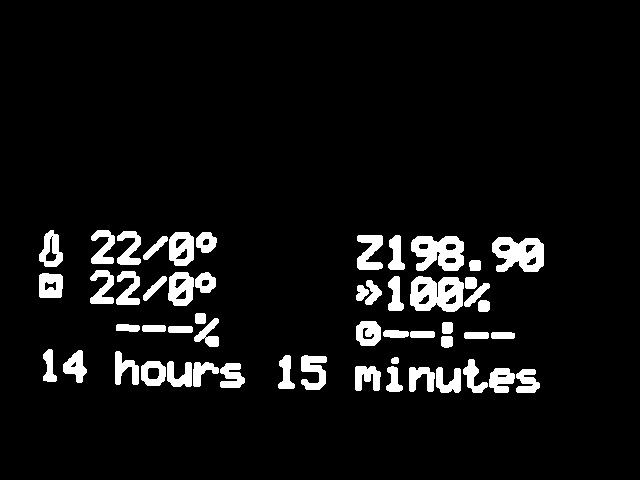 22/0° Z198.90
22/0° »100%
---% --:--
14 hours 15 minutes